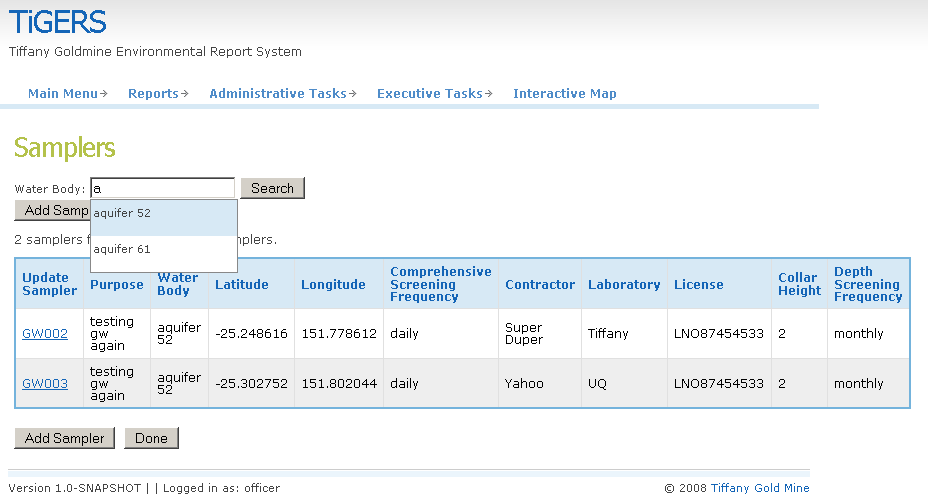 TiGERS
Tiffany Goldmine Environmental Report System
Main Menu Reports Administrative Tasks Executive Tasks Interactive Map
Samplers
Water Body: a Search
Add Samp
aquifer 52
2 samplers
aquifer 61
Update Sampler Purpose Water Body Latitude Longitude Comprehensive Screening Frequency Contractor Laboratory License Collar Height Depth Screening Frequency
GW002 testing gw again aquifer 52 -25.248616 151.778612 daily Super Duper Tiffany LNO87454533 2 monthly
GW003 testing gw again aquifer 52 -25.302752 151.802044 daily Yahoo UQ LNO87454533 2 monthly
Add Sampler Done
Version 1.0-SNAPSHOT | | Logged in as: officer © 2008 Tiffany Gold Mine